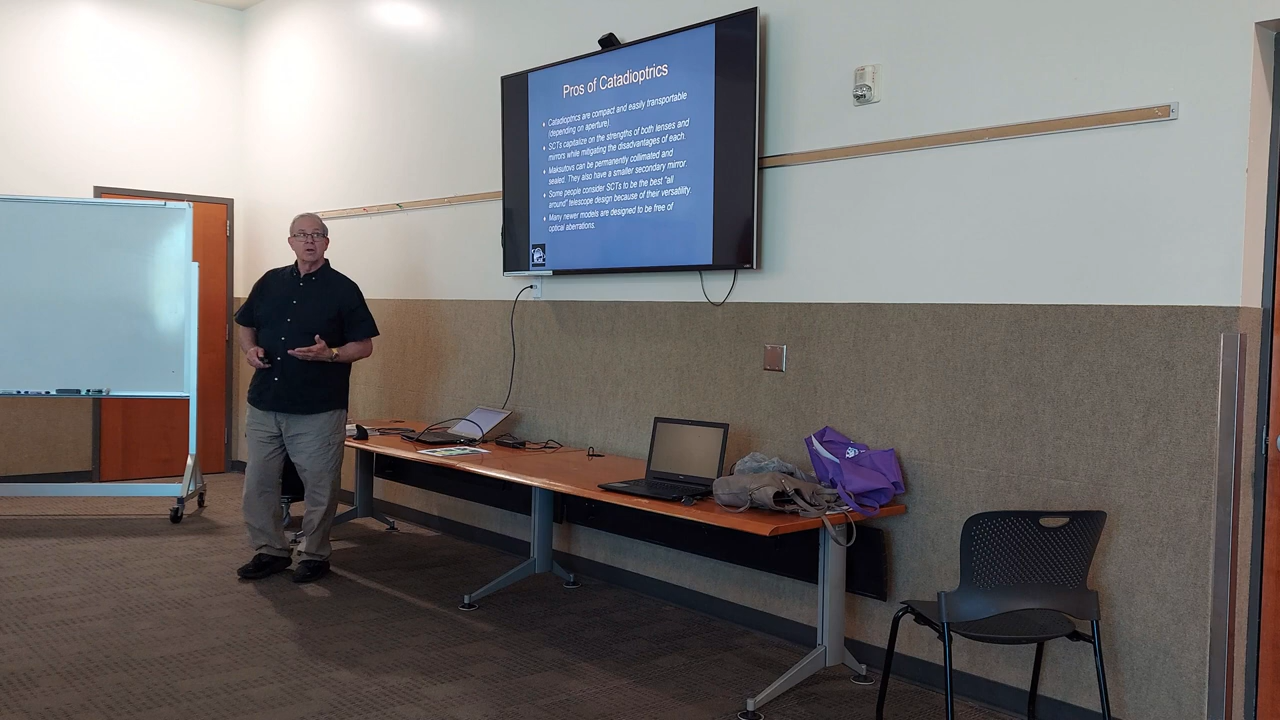 Pros of Catadioptrics
• Catadioptrics are compact and easily transportable
(depending on aperture)
• SCTs capitalize on the strengths of both lenses and
mirrors while mitigating the disadvantages of each.
• Maksutovs can be permanently collimated and
sealed. They also have a smaller secondary mirror.
• Some people consider SCTs to be the best "all
around" telescope design because of their versatility.
• Many newer models are designed to be free of
optical aberrations.